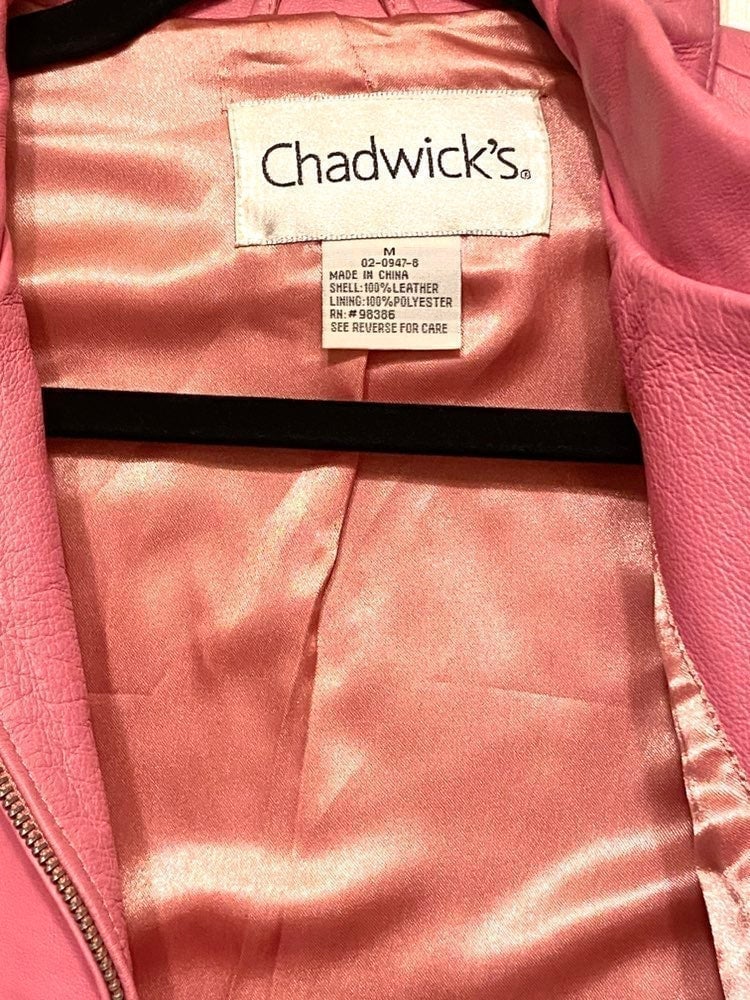 Chadwick's®
M
02-0947-8
MADE IN CHINA
SHELL:100%LEATHER
LINING:100%POLYESTER
RN:#98386
SEE REVERSE FOR CARE